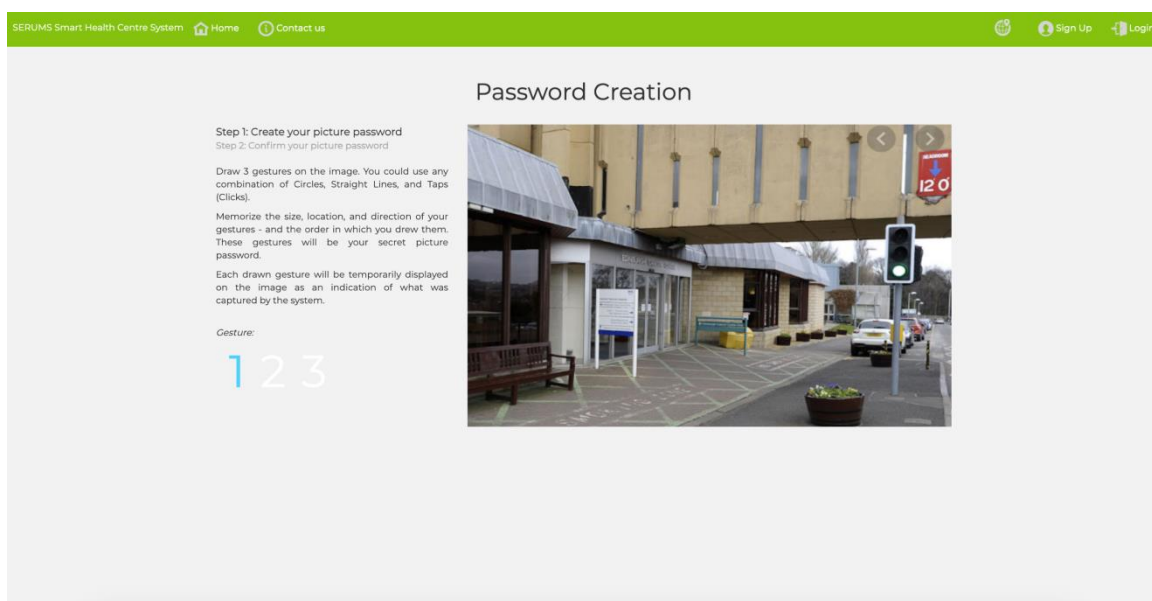 SERUMS Smart Health Centre System Home Contact us Sign Up Login
Password Creation
Step 1: Create your picture password
Step 2: Confirm your picture password
Draw 3 gestures on the image. You could use any
combination of Circles, Straight Lines, and Taps
(Clicks).
Memorize the size, location, and direction of your
gestures - and the order in which you drew them.
These gestures will be your secret picture
password.
Each drawn gesture will be temporarily displayed
on the image as an indication of what was
captured by the system.
Gesture:
1 2 3
HEADROOM
12'0
SMOKING